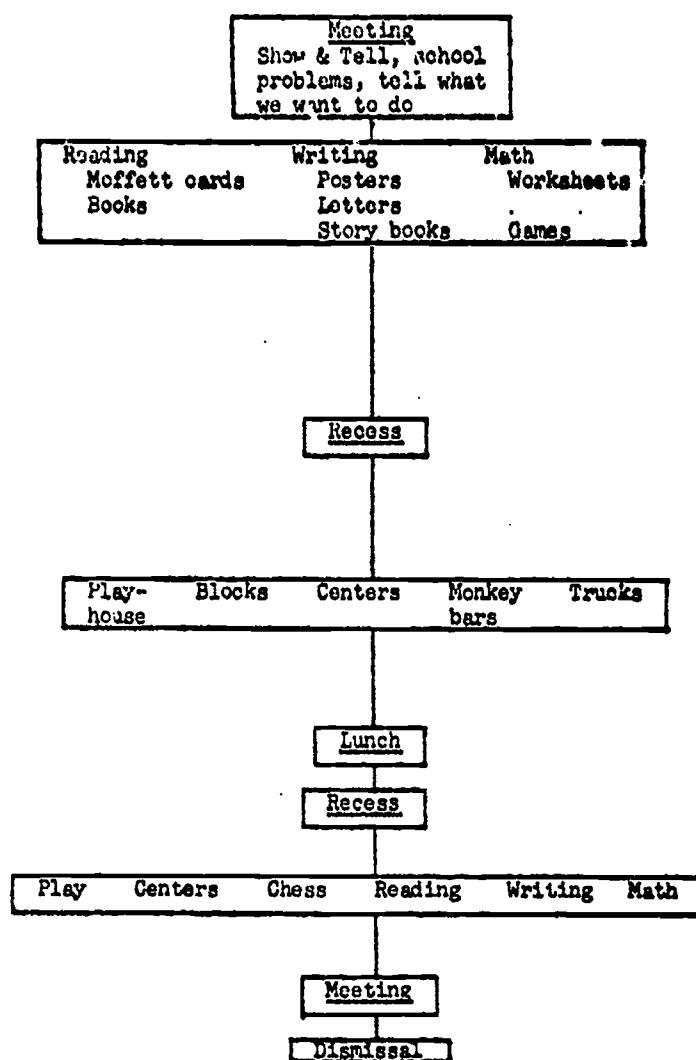 Meeting
Show & Tell, school
problems, tell what
we want to do
Reading Writing Math
Moffett cards Posters Worksheets
Books Letters
Story books Games
Recess
Play- Blocks Centers Monkey Trucks
house bars
Lunch
Recess
Play Centers Chess Reading Writing Math
Meeting
Dismissal